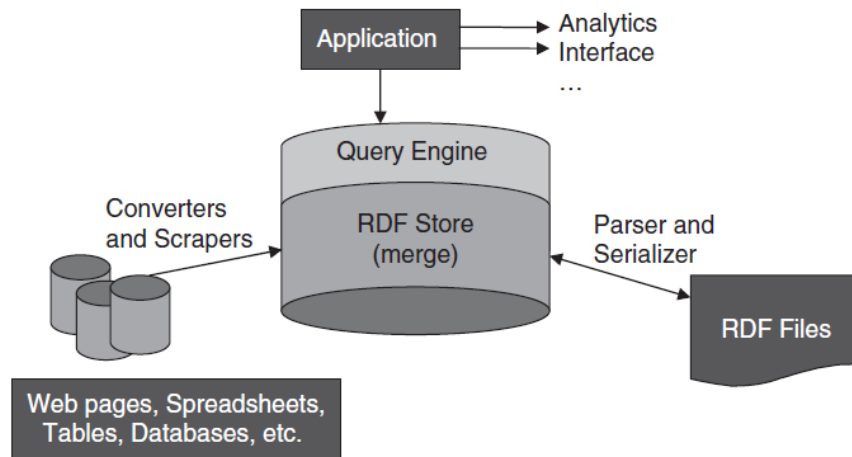 Application
Analytics
Interface
...
Query Engine
RDF Store
(merge)
Converters
and Scrapers
Parser and
Serializer
RDF Files
Web pages, Spreadsheets,
Tables, Databases, etc.